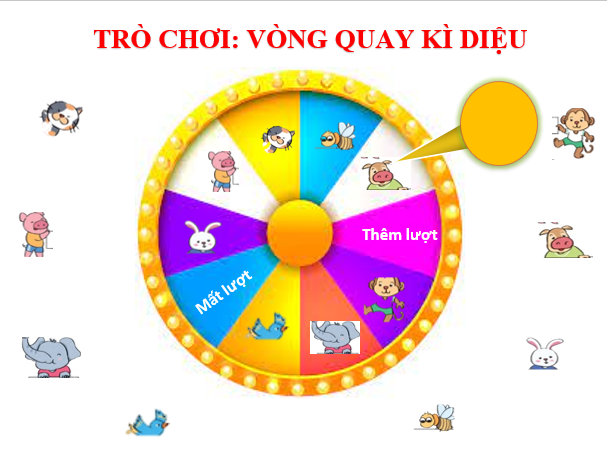 TRÒ CHƠI: VÒNG QUAY KÌ DIỆU
Thêm lượt
Mất lượt